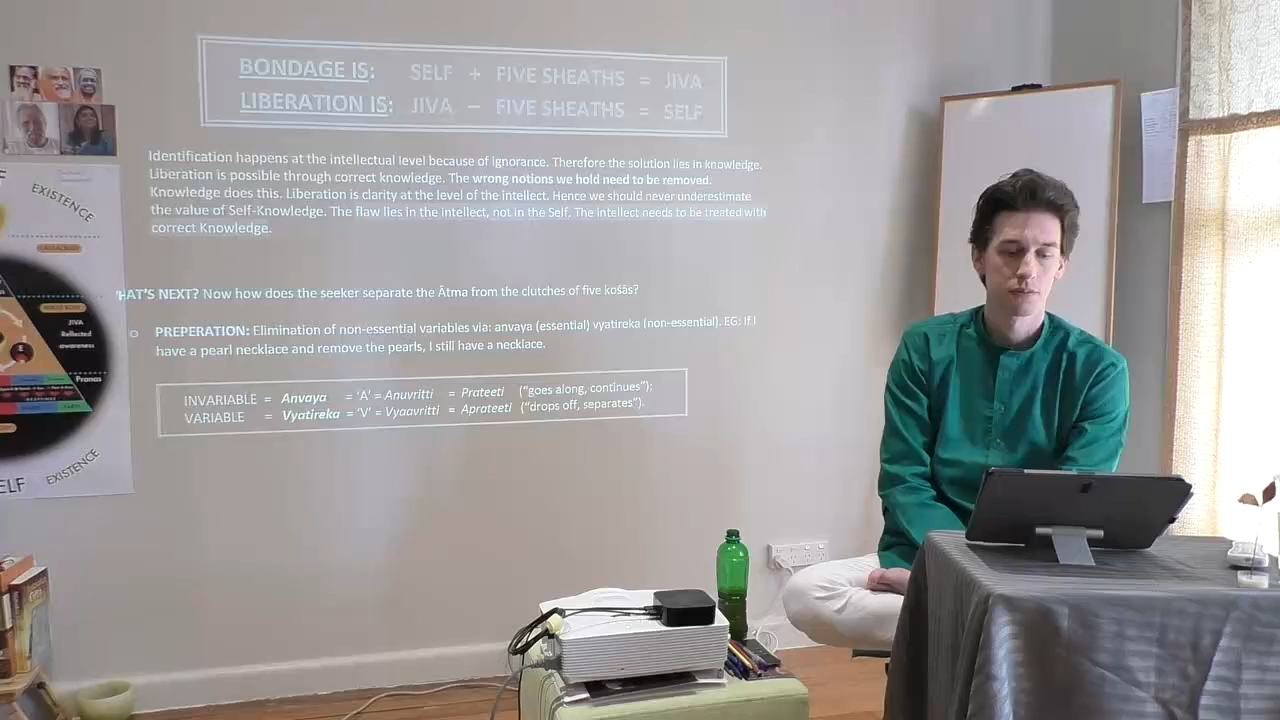 BONDAGE IS: SELF + FIVE SHEATHS = JIVA
LIBERATION IS: JIVA − FIVE SHEATHS = SELF
Identification happens at the intellectual level because of ignorance. Therefore the solution lies in knowledge.
Liberation is possible through correct knowledge. The wrong notions we hold need to be removed.
Knowledge does this. Liberation is clarity at the level of the intellect. Hence we should never underestimate
the value of Self-Knowledge. The flaw lies in the intellect, not in the Self. The intellect needs to be treated with
correct Knowledge.
HAT'S NEXT? Now how does the seeker separate the Ātma from the clutches of five kośās?
PREPERATION: Elimination of non-essential variables via: anvaya (essential) vyatireka (non-essential). EG: If I
have a pearl necklace and remove the pearls, I still have a necklace.
INVARIABLE = Anvaya = 'A' = Anuvritti = Prateeti ("goes along, continues");
VARIABLE = Vyatireka = 'V' = Vyaavritti = Aprateeti ("drops off, separates").
EXISTENCE
JIVA
Reflected
awareness
Pranas
EXISTENCE
ELF